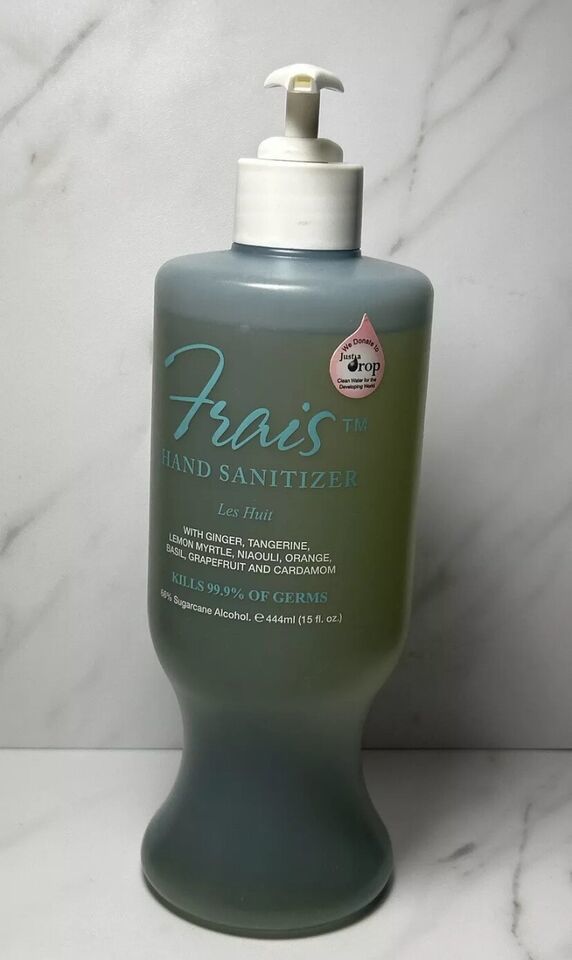 We Donate to
Just a
Drop
Clean Water for the
Developing World
Frais™
HAND SANITIZER
Les Huit
WITH GINGER, TANGERINE,
LEMON MYRTLE, NIAOULI, ORANGE,
BASIL, GRAPEFRUIT AND CARDAMOM
KILLS 99.9% OF GERMS
66% Sugarcane Alcohol. ℮ 444ml (15 fl. oz.)